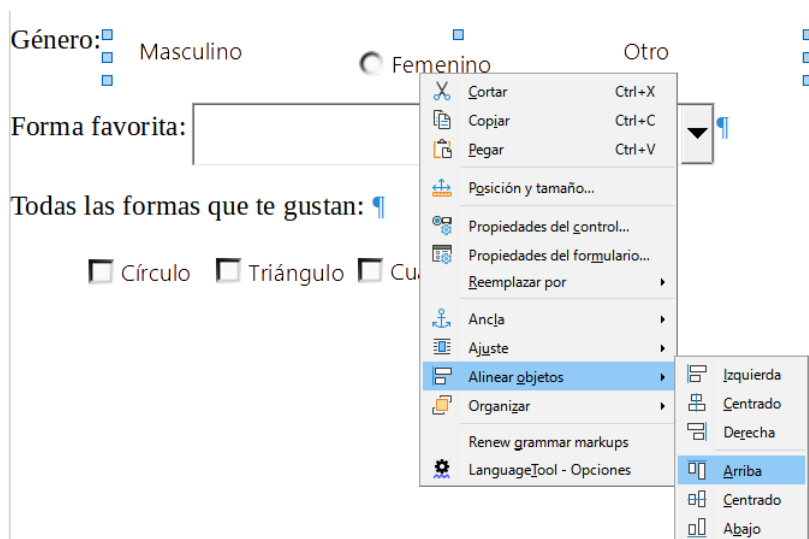 Género:
Masculino
Femenino
Otro
Forma favorita:
¶
Todas las formas que te gustan: ¶
Círculo
Triángulo
Cortar Ctrl+X
Copiar Ctrl+C
Pegar Ctrl+V
Posición y tamaño...
Propiedades del control...
Propiedades del formulario...
Reemplazar por
Ancla
Ajuste
Alinear objetos
Organizar
Renew grammar markups
LanguageTool - Opciones
Izquierda
Centrado
Derecha
Arriba
Centrado
Abajo